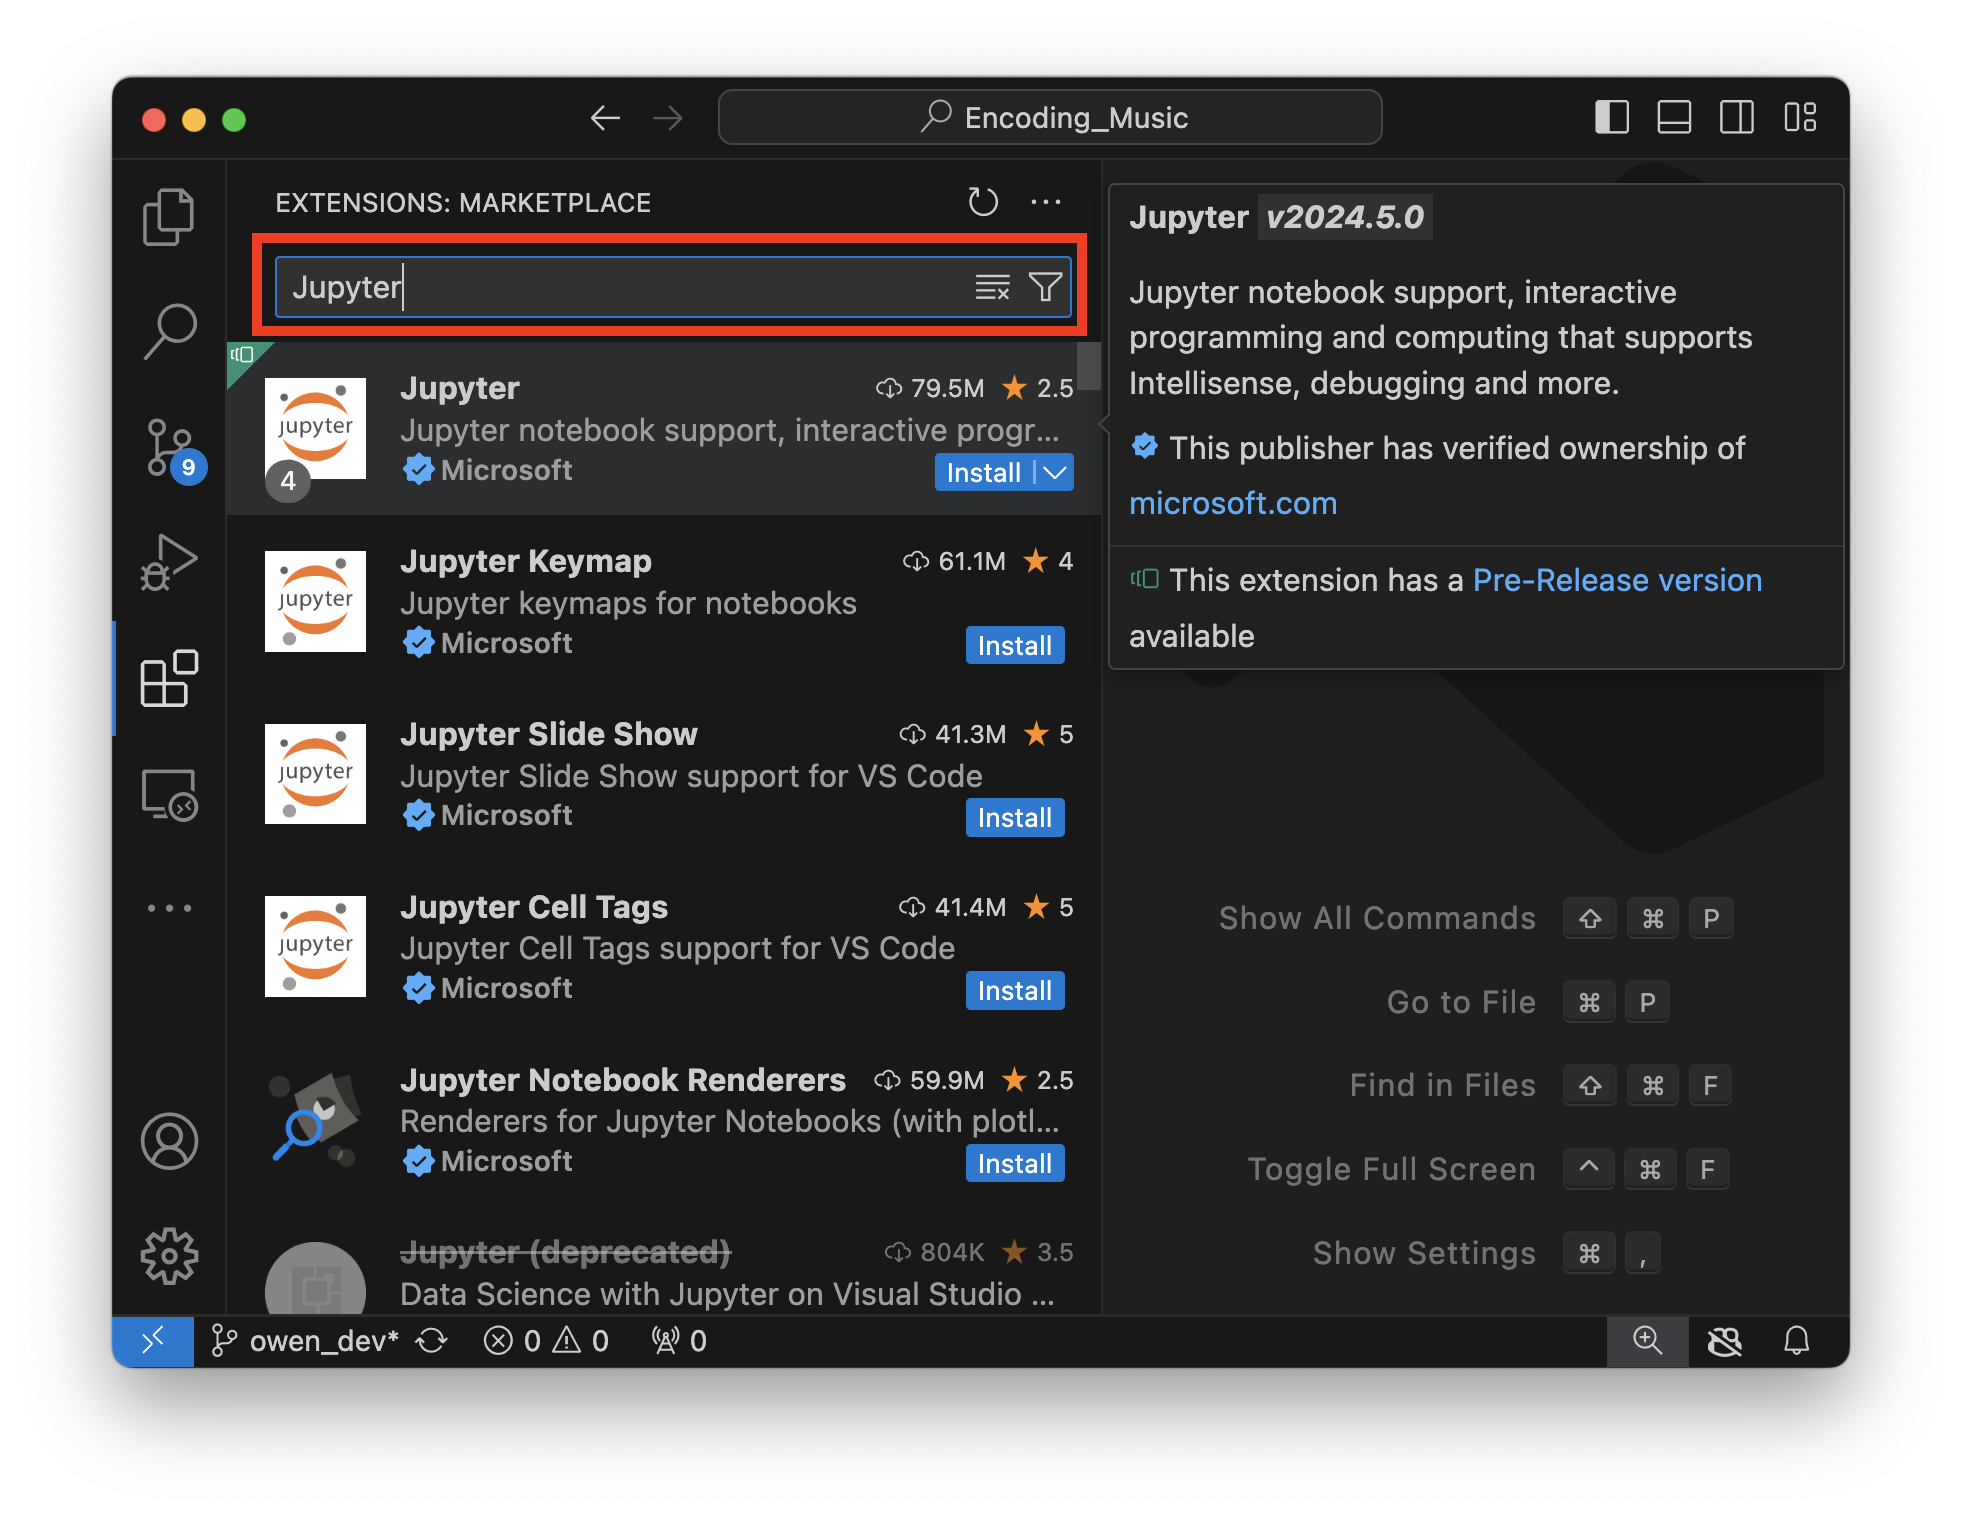 Encoding_Music
EXTENSIONS: MARKETPLACE
Jupyter
Jupyter 79.5M 2.5
Jupyter notebook support, interactive progr...
Microsoft Install
jupyter
4
Jupyter Keymap 61.1M 4
Jupyter keymaps for notebooks
Microsoft Install
jupyter
Jupyter Slide Show 41.3M 5
Jupyter Slide Show support for VS Code
Microsoft Install
jupyter
Jupyter Cell Tags 41.4M 5
Jupyter Cell Tags support for VS Code
Microsoft Install
jupyter
Jupyter Notebook Renderers 59.9M 2.5
Renderers for Jupyter Notebooks (with plotl...
Microsoft Install
Jupyter (deprecated) 804K 3.5
Data Science with Jupyter on Visual Studio ...
9
Jupyter v2024.5.0
Jupyter notebook support, interactive
programming and computing that supports
Intellisense, debugging and more.
This publisher has verified ownership of
microsoft.com
This extension has a Pre-Release version
available
Show All Commands ⇧ ⌘ P
Go to File ⌘ P
Find in Files ⇧ ⌘ F
Toggle Full Screen ^ ⌘ F
Show Settings ⌘ ,
owen_dev* 0 0 0